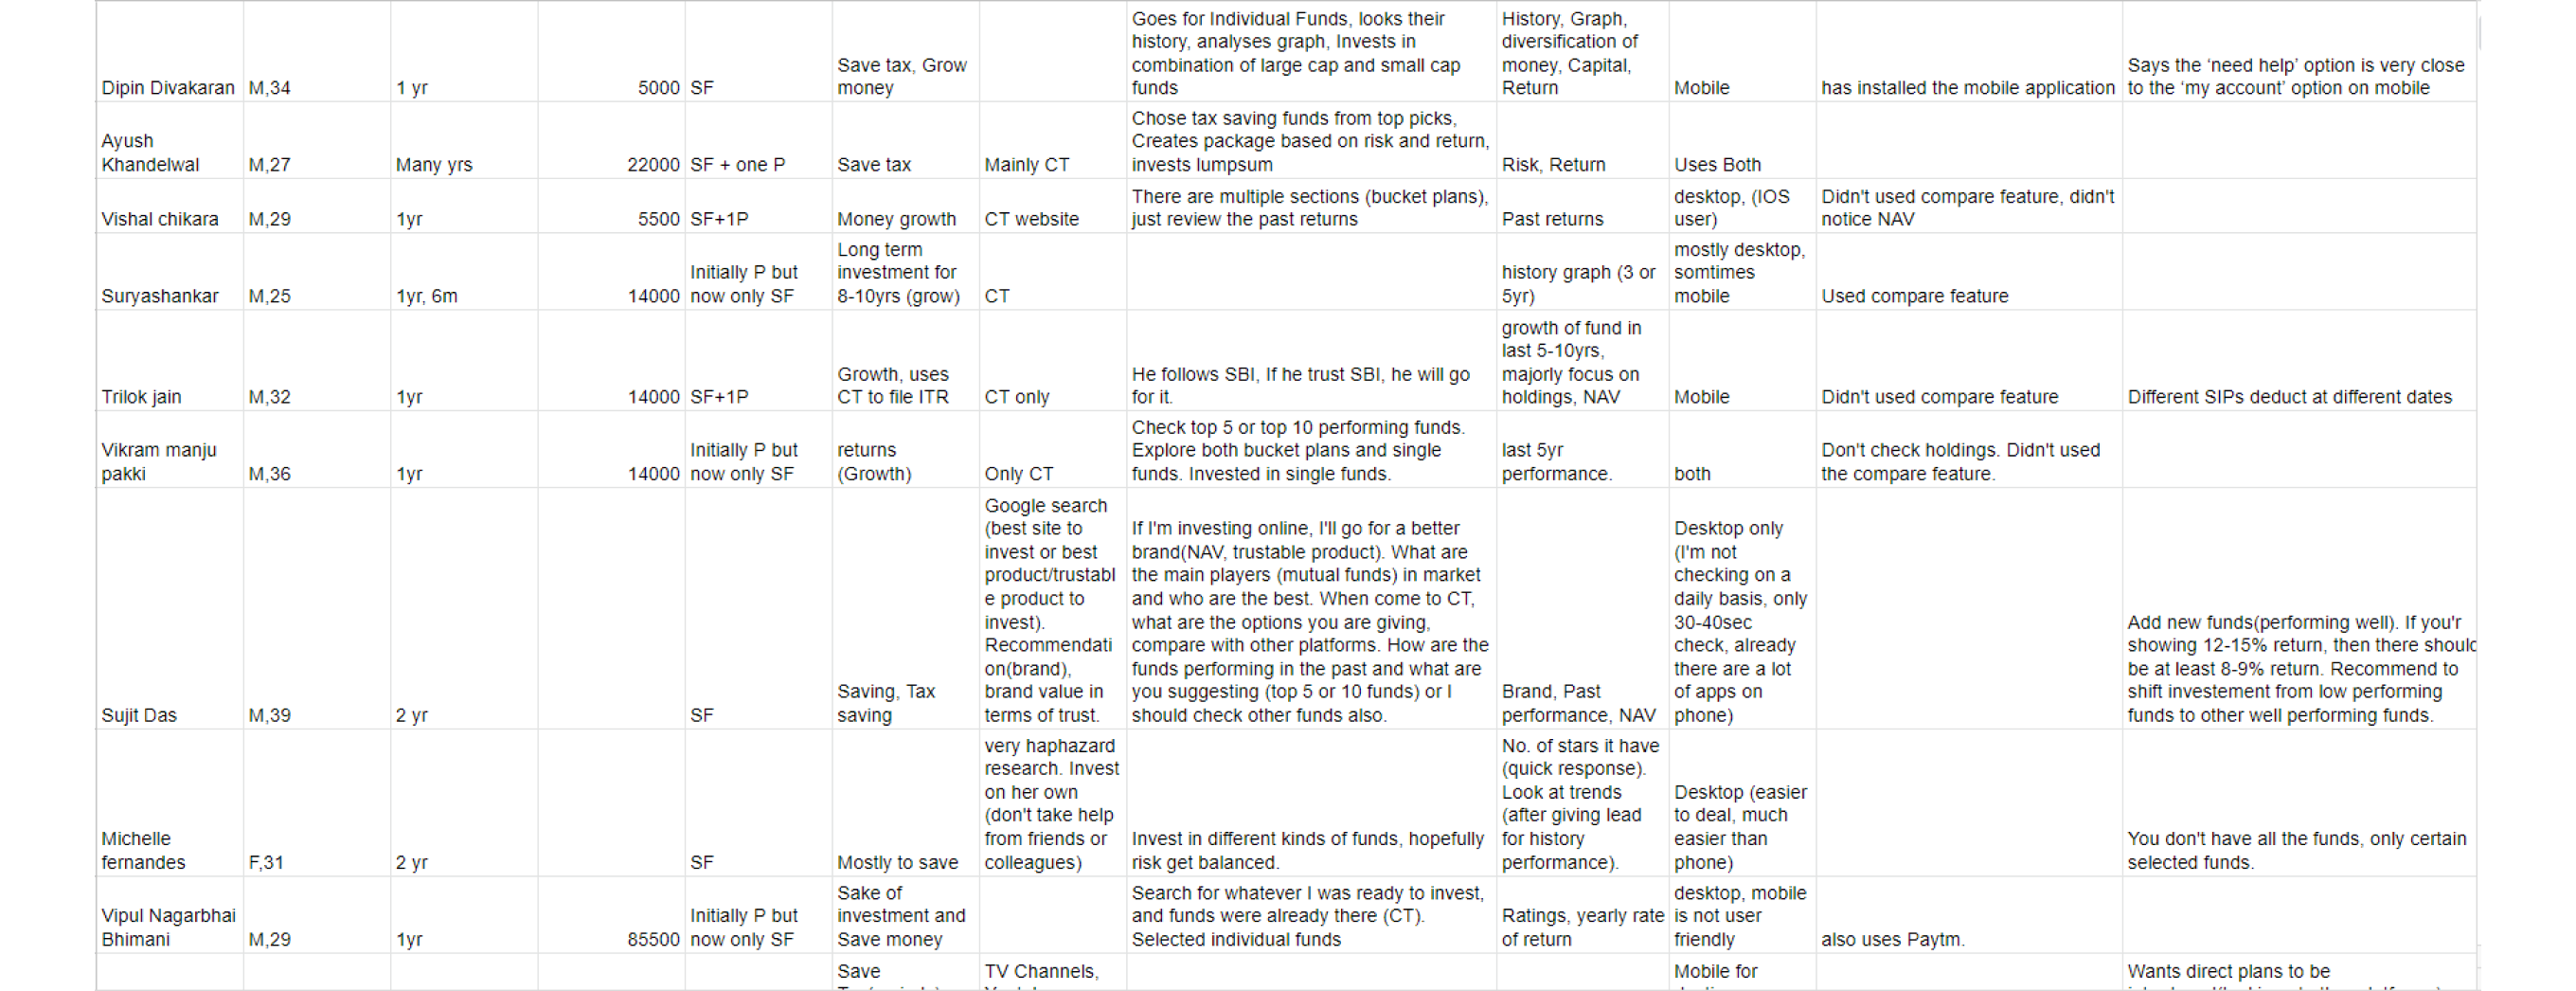 Dipin Divakaran
M,34
1 yr
5000
SF
Save tax, Grow
money
Goes for Individual Funds, looks their
history, analyses graph, Invests in
combination of large cap and small cap
funds
History, Graph,
diversification of
money, Capital,
Return
Mobile
has installed the mobile application
Says the ‘need help’ option is very close
to the ‘my account’ option on mobile
Ayush
Khandelwal
M,27
Many yrs
22000
SF + one P
Save tax
Mainly CT
Chose tax saving funds from top picks,
Creates package based on risk and return,
invests lumpsum
Risk, Return
Uses Both
Vishal chikara
M,29
1yr
5500
SF+1P
Money growth
CT website
There are multiple sections (bucket plans),
just review the past returns
Past returns
desktop, (IOS
user)
Didn't used compare feature, didn't
notice NAV
Suryashankar
M,25
1yr, 6m
14000
Initially P but
now only SF
Long term
investment for
8-10yrs (grow)
CT
history graph (3 or
5yr)
mostly desktop,
somtimes
mobile
Used compare feature
Trilok jain
M,32
1yr
14000
SF+1P
Growth, uses
CT to file ITR
CT only
He follows SBI, If he trust SBI, he will go
for it.
growth of fund in
last 5-10yrs,
majorly focus on
holdings, NAV
Mobile
Didn't used compare feature
Different SIPs deduct at different dates
Vikram manju
pakki
M,36
1yr
14000
Initially P but
now only SF
returns
(Growth)
Only CT
Check top 5 or top 10 performing funds.
Explore both bucket plans and single
funds. Invested in single funds.
last 5yr
performance.
both
Don't check holdings. Didn't used
the compare feature.
Sujit Das
M,39
2 yr
SF
Saving, Tax
saving
Google search
(best site to
invest or best
product/trustabl
e product to
invest).
Recommendati
on(brand),
brand value in
terms of trust.
If I'm investing online, I'll go for a better
brand(NAV, trustable product). What are
the main players (mutual funds) in market
and who are the best. When come to CT,
what are the options you are giving,
compare with other platforms. How are the
funds performing in the past and what are
you suggesting (top 5 or 10 funds) or I
should check other funds also.
Brand, Past
performance, NAV
Desktop only
(I'm not
checking on a
daily basis, only
30-40sec
check, already
there are a lot
of apps on
phone)
Add new funds(performing well). If you'r
showing 12-15% return, then there should
be at least 8-9% return. Recommend to
shift investement from low performing
funds to other well performing funds.
Michelle
fernandes
F,31
2 yr
SF
Mostly to save
very haphazard
research. Invest
on her own
(don't take help
from friends or
colleagues)
Invest in different kinds of funds, hopefully
risk get balanced.
No. of stars it have
(quick response).
Look at trends
(after giving lead
for history
performance).
Desktop (easier
to deal, much
easier than
phone)
You don't have all the funds, only certain
selected funds.
Vipul Nagarbhai
Bhimani
M,29
1yr
85500
Initially P but
now only SF
Sake of
investment and
Save money
Search for whatever I was ready to invest,
and funds were already there (CT).
Selected individual funds
Ratings, yearly rate
of return
desktop, mobile
is not user
friendly
also uses Paytm.
Save
TV Channels,
Mobile for
Wants direct plans to be